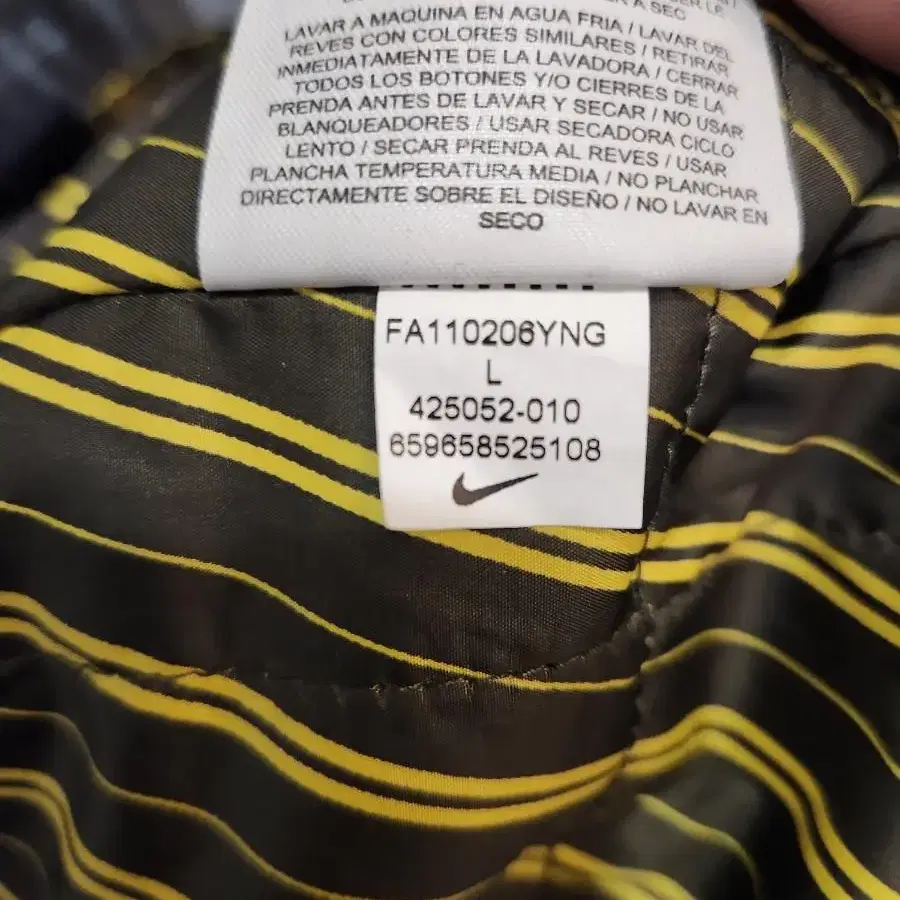 A SEC
LAVAR A MAQUINA EN AGUA FRIA / LAVAR DEL
REVES CON COLORES SIMILARES / RETIRAR
INMEDIATAMENTE DE LA LAVADORA / CERRAR
TODOS LOS BOTONES Y/O CIERRES DE LA
PRENDA ANTES DE LAVAR Y SECAR / NO USAR
BLANQUEADORES / USAR SECADORA CICLO
LENTO / SECAR PRENDA AL REVES / USAR
PLANCHA TEMPERATURA MEDIA / NO PLANCHAR
DIRECTAMENTE SOBRE EL DISEÑO / NO LAVAR EN
SECO
FA110206YNG
L
425052-010
659658525108